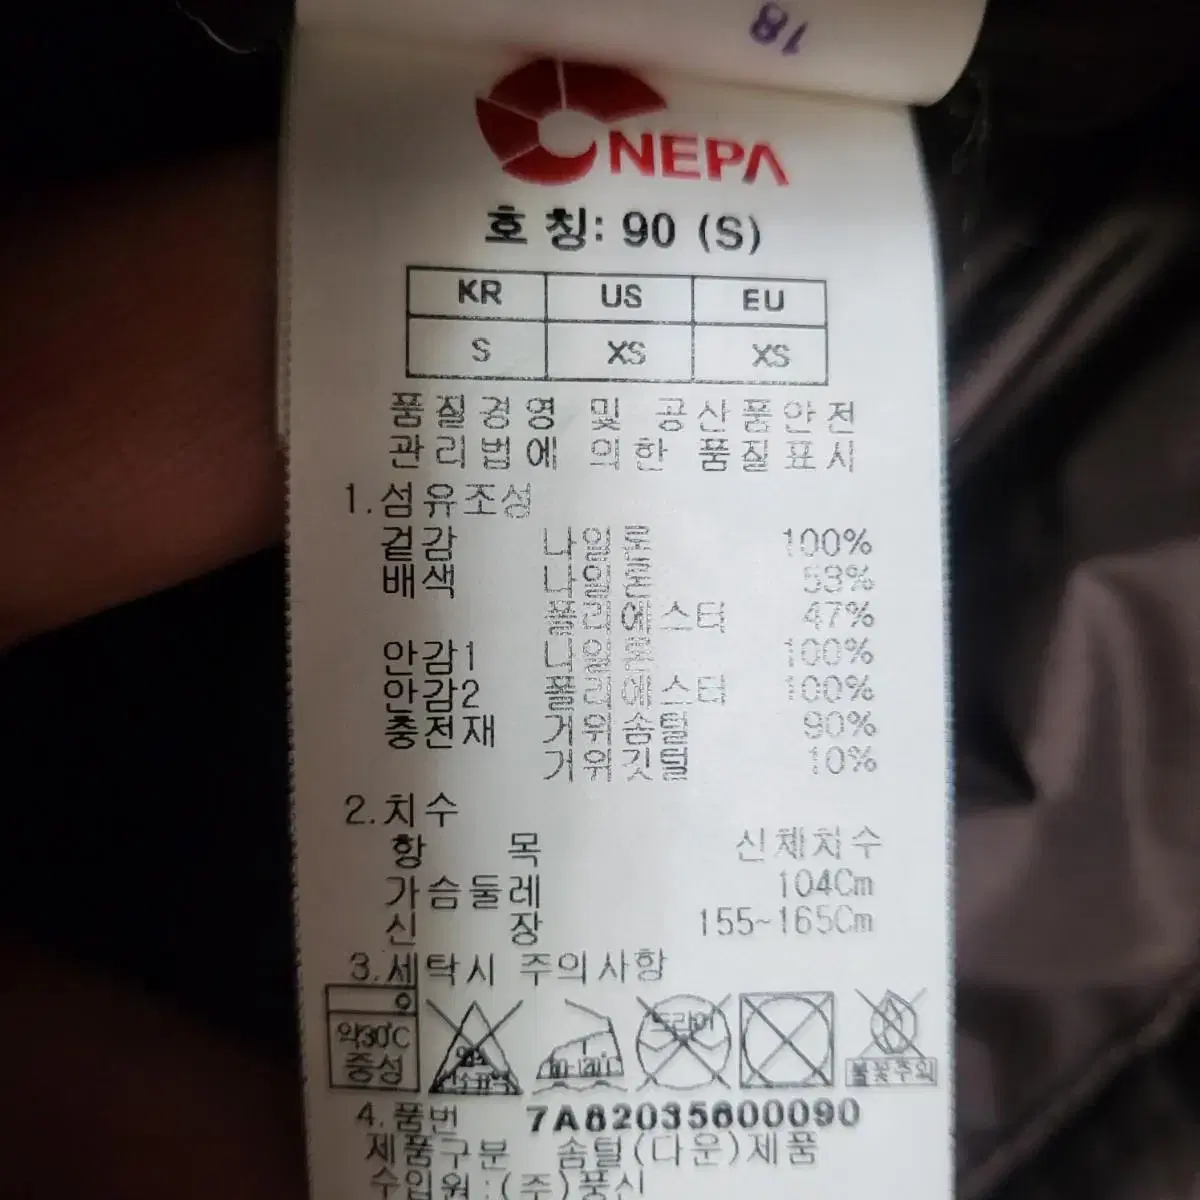 18
NEPA
호 칭: 90 (S)
KR US EU
S XS XS
품질경영 및 공산품안전
관리법에 의한 품질표시
1.섬유조성
겉감 나일론 100%
배색 나일론 53%
폴리에스터 47%
안감1 나일론 100%
안감2 폴리에스터 100%
충전재 거위솜털 90%
거위깃털 10%
2.치수
항 목 신체치수
가슴둘레 104Cm
신 장 155~165Cm
3.세탁시 주의사항
약30℃
중성
드라이
불꽃주의
4.품번 7A82035600090
제품구분 솜털(다운)제품
수입원:(주)풍신